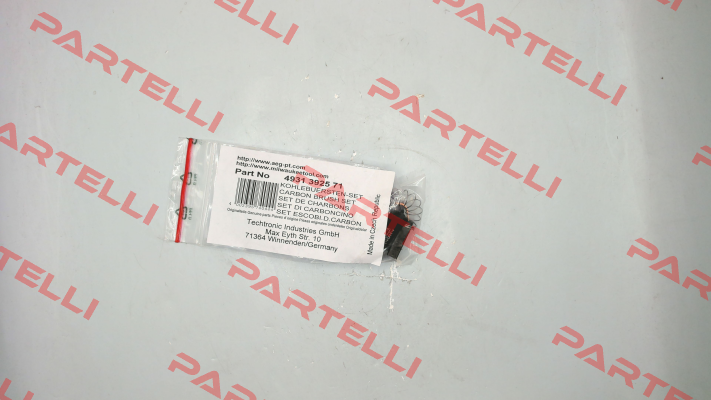 http://www.aeg-pt.com
http://www.milwaukeetool.com
Part No 4931 3925 71
KOHLEBUERSTEN-SET
CARBON BRUSH SET
SET DE CHARBONS
SET DI CARBONCINO
SET ESCOBI.D.CARBON
Techtronic Industries GmbH
Max Eyth Str. 10
71364 Winnenden/Germany
Made in Czech Republic
PARTELLI
PARTELLI
PARTELLI
PARTELLI
PARTELLI
PARTELLI
PARTELLI